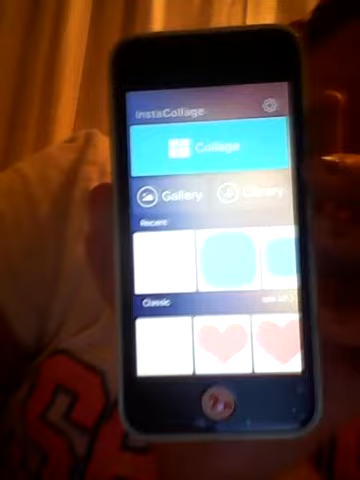 InstaCollage
Collage
Gallery
Library
Recent
Classic